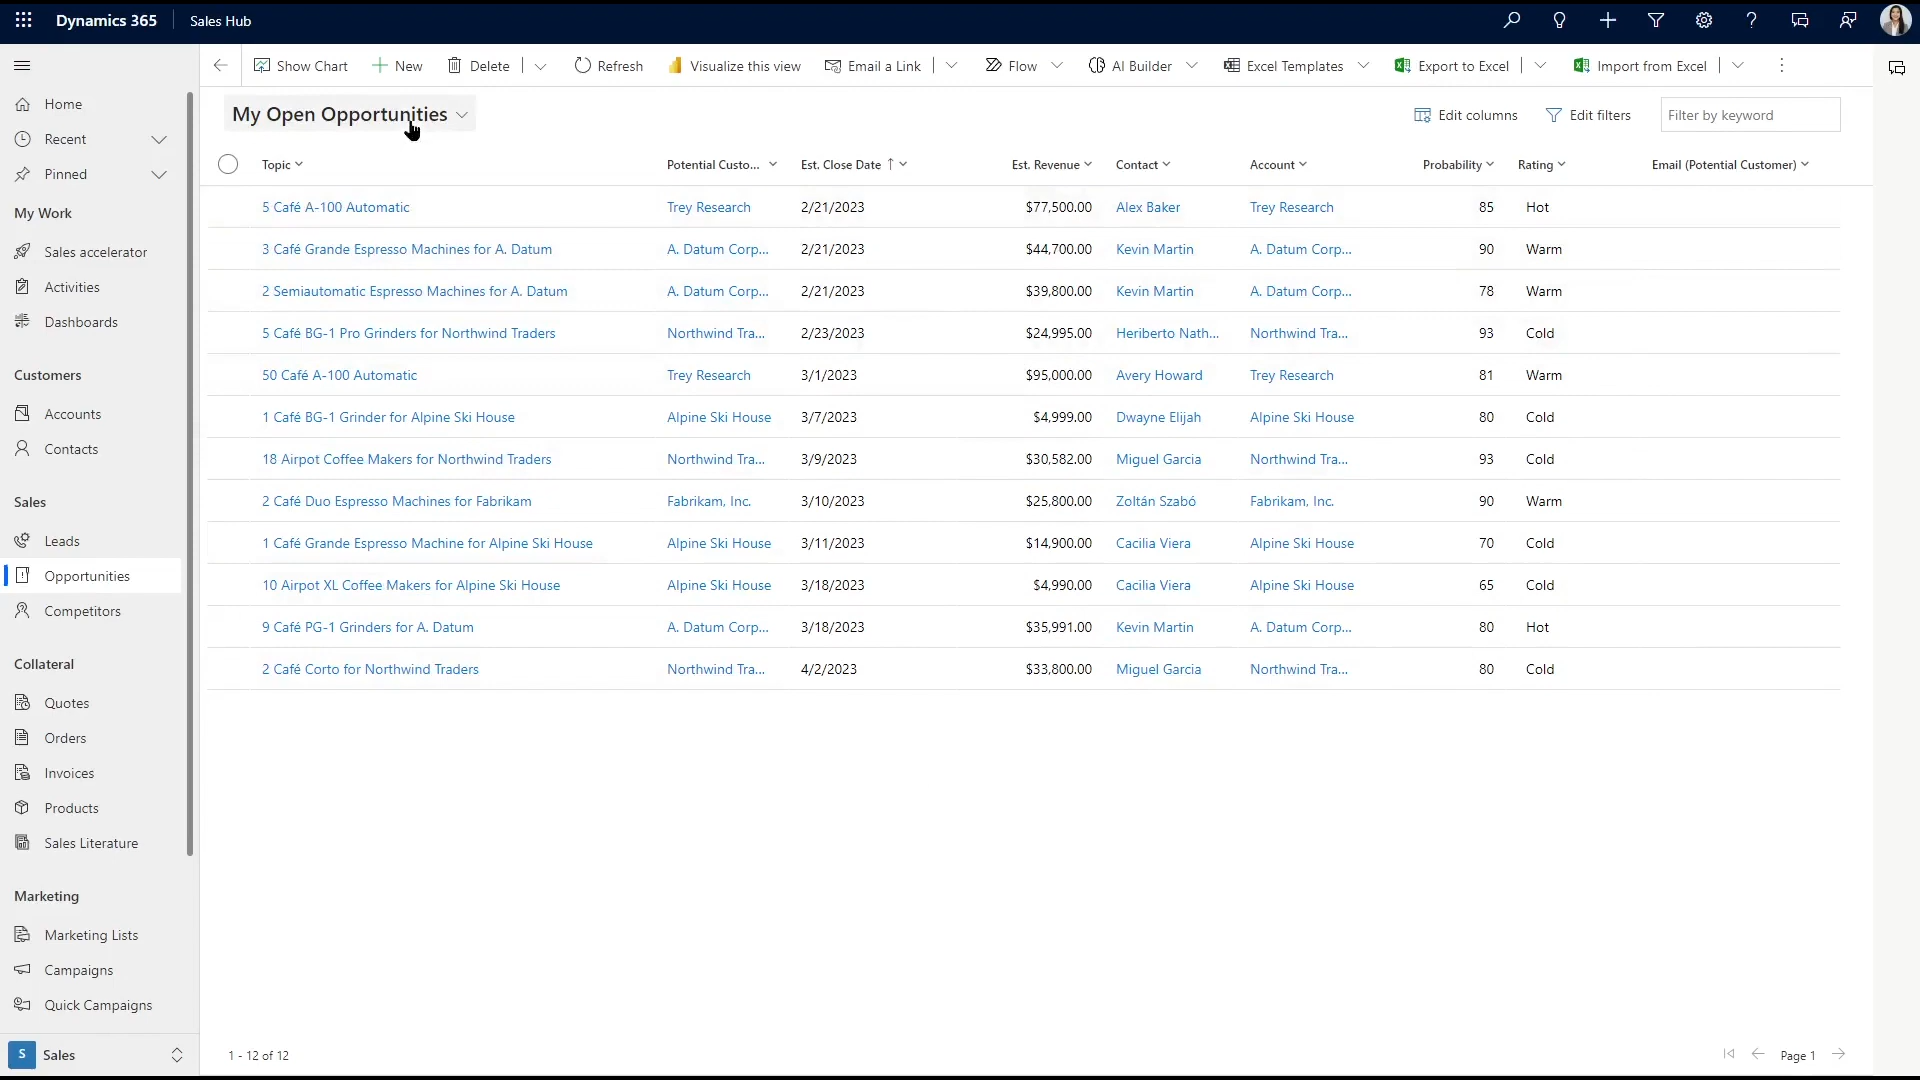 Dynamics 365 Sales Hub
Show Chart New Delete Refresh Visualize this view Email a Link Flow AI Builder Excel Templates Export to Excel Import from Excel
Home
Recent
Pinned
My Work
Sales accelerator
Activities
Dashboards
Customers
Accounts
Contacts
Sales
Leads
Opportunities
Competitors
Collateral
Quotes
Orders
Invoices
Products
Sales Literature
Marketing
Marketing Lists
Campaigns
Quick Campaigns
S Sales
My Open Opportunities Edit columns Edit filters Filter by keyword
Topic Potential Custo... Est. Close Date Est. Revenue Contact Account Probability Rating Email (Potential Customer)
5 Café A-100 Automatic Trey Research 2/21/2023 $77,500.00 Alex Baker Trey Research 85 Hot
3 Café Grande Espresso Machines for A. Datum A. Datum Corp... 2/21/2023 $44,700.00 Kevin Martin A. Datum Corp... 90 Warm
2 Semiautomatic Espresso Machines for A. Datum A. Datum Corp... 2/21/2023 $39,800.00 Kevin Martin A. Datum Corp... 78 Warm
5 Café BG-1 Pro Grinders for Northwind Traders Northwind Tra... 2/23/2023 $24,995.00 Heriberto Nath... Northwind Tra... 93 Cold
50 Café A-100 Automatic Trey Research 3/1/2023 $95,000.00 Avery Howard Trey Research 81 Warm
1 Café BG-1 Grinder for Alpine Ski House Alpine Ski House 3/7/2023 $4,999.00 Dwayne Elijah Alpine Ski House 80 Cold
18 Airpot Coffee Makers for Northwind Traders Northwind Tra... 3/9/2023 $30,582.00 Miguel Garcia Northwind Tra... 93 Cold
2 Café Duo Espresso Machines for Fabrikam Fabrikam, Inc. 3/10/2023 $25,800.00 Zoltán Szabó Fabrikam, Inc. 90 Warm
1 Café Grande Espresso Machine for Alpine Ski House Alpine Ski House 3/11/2023 $14,900.00 Cacilia Viera Alpine Ski House 70 Cold
10 Airpot XL Coffee Makers for Alpine Ski House Alpine Ski House 3/18/2023 $4,990.00 Cacilia Viera Alpine Ski House 65 Cold
9 Café PG-1 Grinders for A. Datum A. Datum Corp... 3/18/2023 $35,991.00 Kevin Martin A. Datum Corp... 80 Hot
2 Café Corto for Northwind Traders Northwind Tra... 4/2/2023 $33,800.00 Miguel Garcia Northwind Tra... 80 Cold
1 - 12 of 12 Page 1